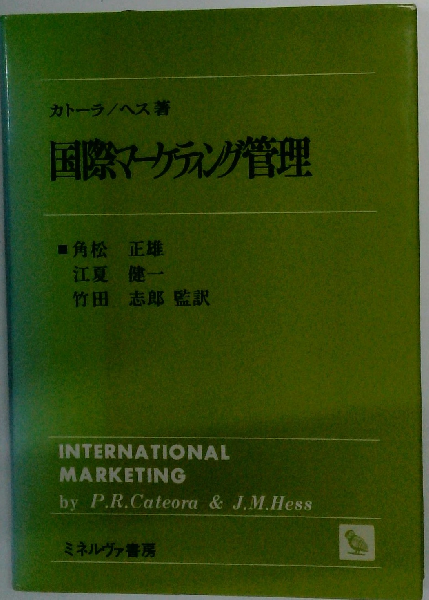 カトーラ/ヘス著
国際マーケティング管理
■角松 正雄
江夏 健一
竹田 志郎 監訳
INTERNATIONAL
MARKETING
by P.R.Cateora & J.M.Hess
ミネルヴァ書房